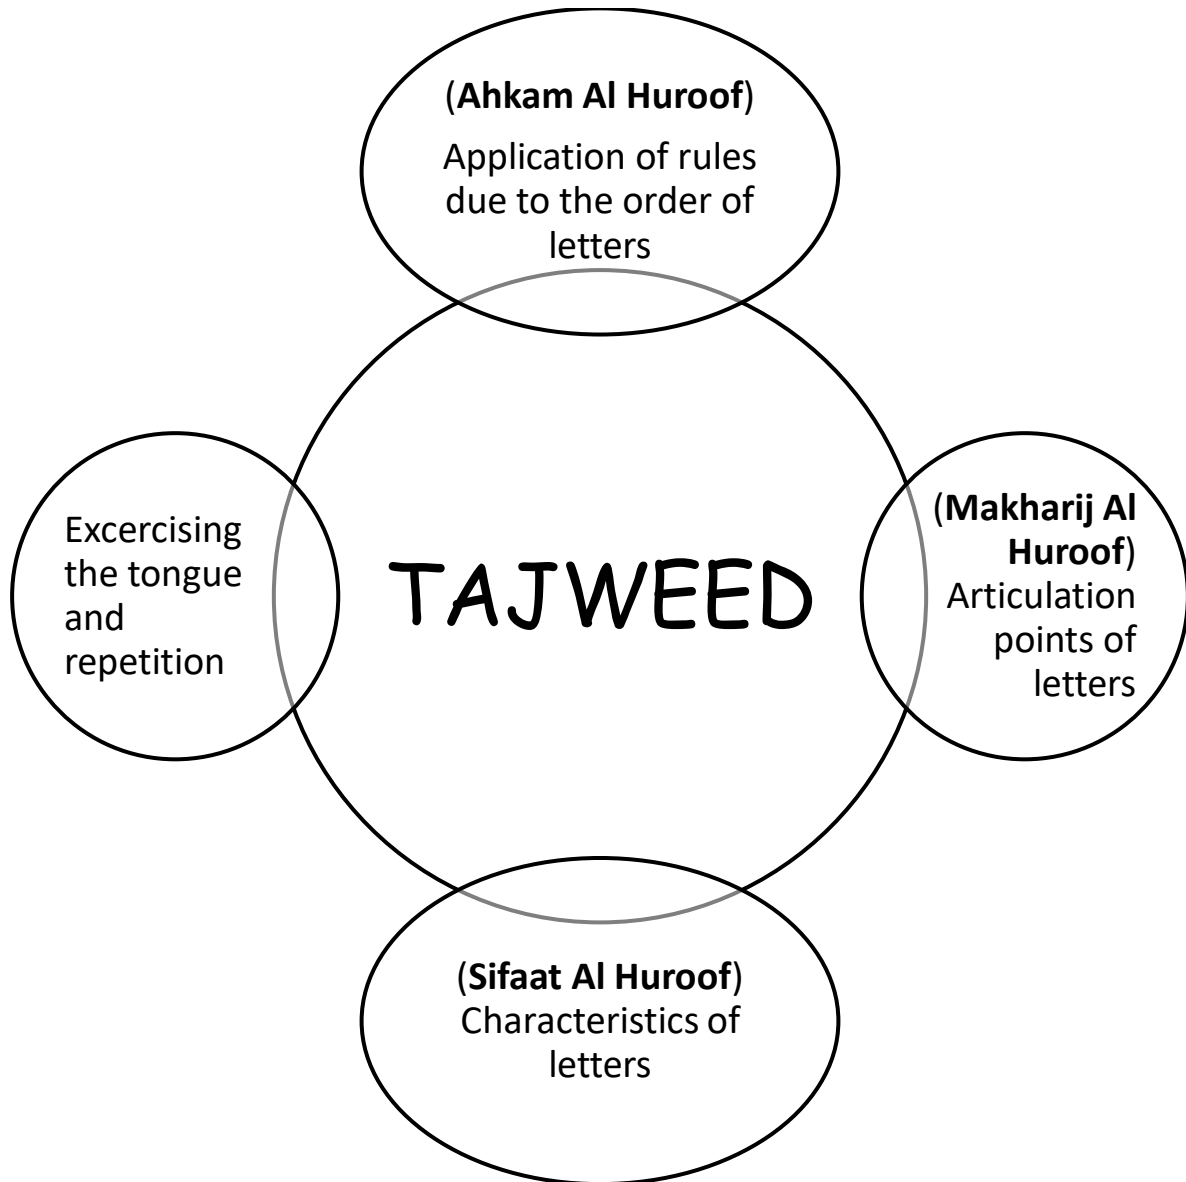 (Ahkam Al Huroof)
Application of rules
due to the order of
letters
Excercising
the tongue
and
repetition
TAJWEED
(Makharij Al
Huroof)
Articulation
points of
letters
(Sifaat Al Huroof)
Characteristics of
letters